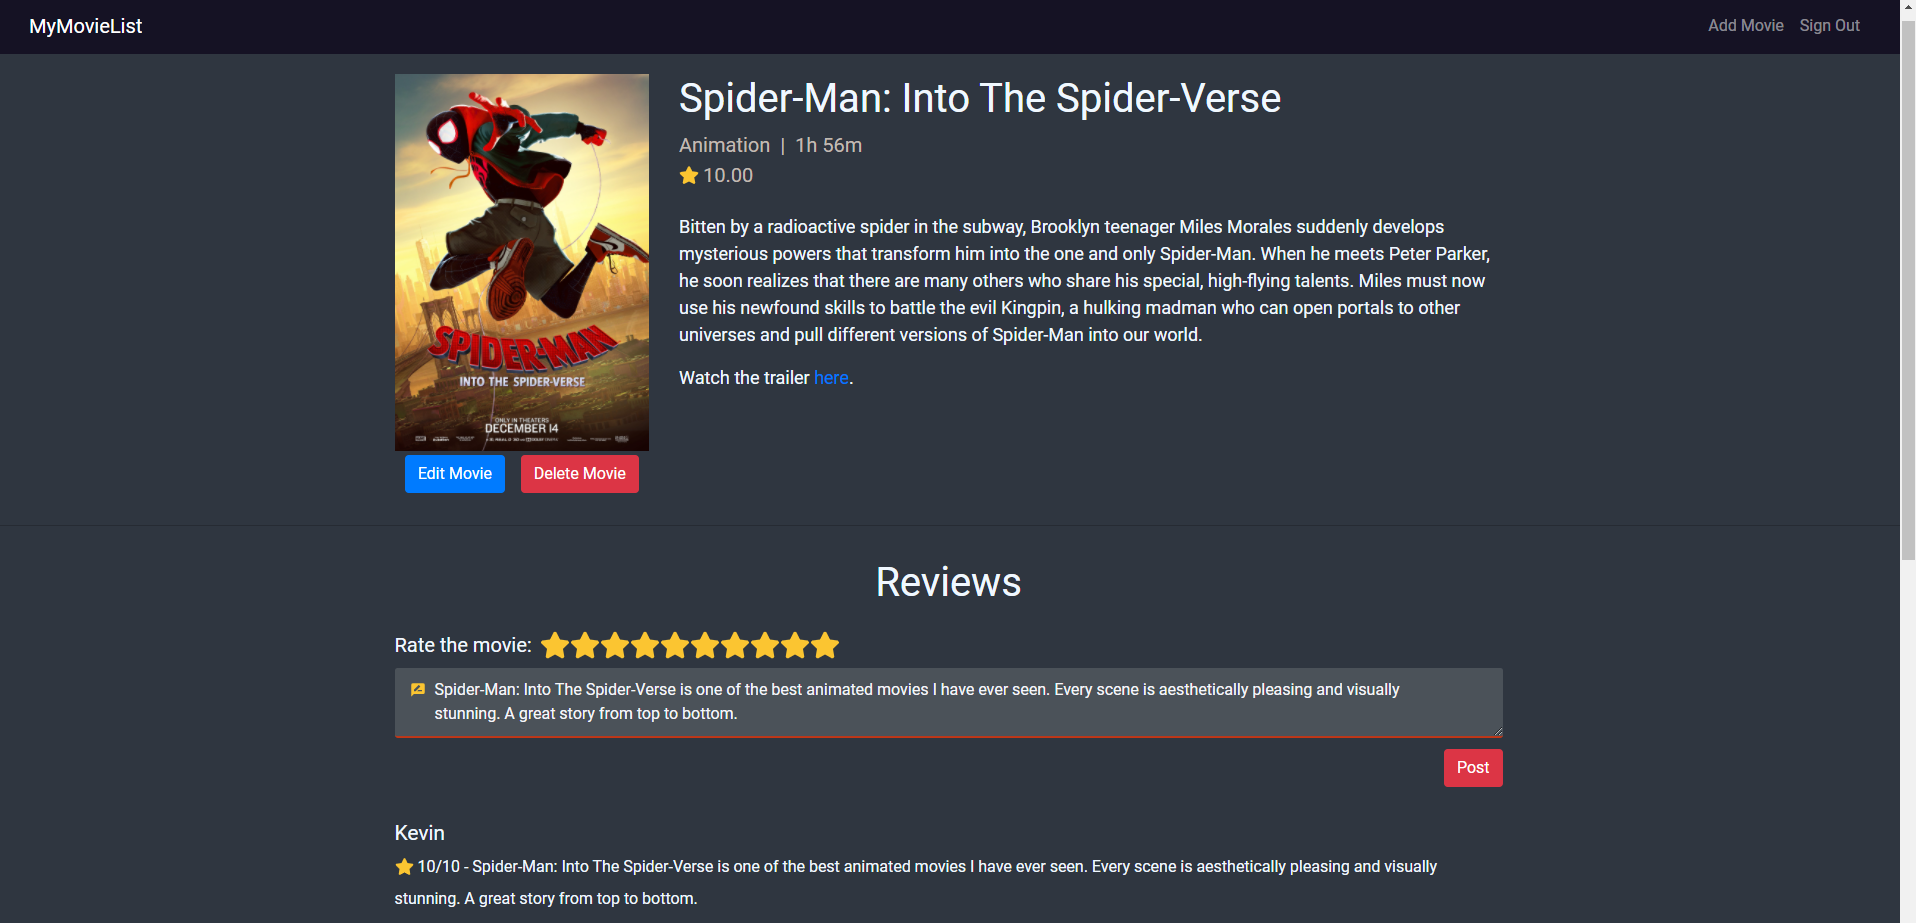 MyMovieList
Add Movie Sign Out
Spider-Man: Into The Spider-Verse
Animation | 1h 56m
10.00
Bitten by a radioactive spider in the subway, Brooklyn teenager Miles Morales suddenly develops
mysterious powers that transform him into the one and only Spider-Man. When he meets Peter Parker,
he soon realizes that there are many others who share his special, high-flying talents. Miles must now
use his newfound skills to battle the evil Kingpin, a hulking madman who can open portals to other
universes and pull different versions of Spider-Man into our world.
Watch the trailer here.
SPIDER-MAN
INTO THE SPIDER-VERSE
ONLY IN THEATERS
DECEMBER 14
Edit Movie Delete Movie
Reviews
Rate the movie:
Spider-Man: Into The Spider-Verse is one of the best animated movies I have ever seen. Every scene is aesthetically pleasing and visually
stunning. A great story from top to bottom.
Post
Kevin
10/10 - Spider-Man: Into The Spider-Verse is one of the best animated movies I have ever seen. Every scene is aesthetically pleasing and visually
stunning. A great story from top to bottom.